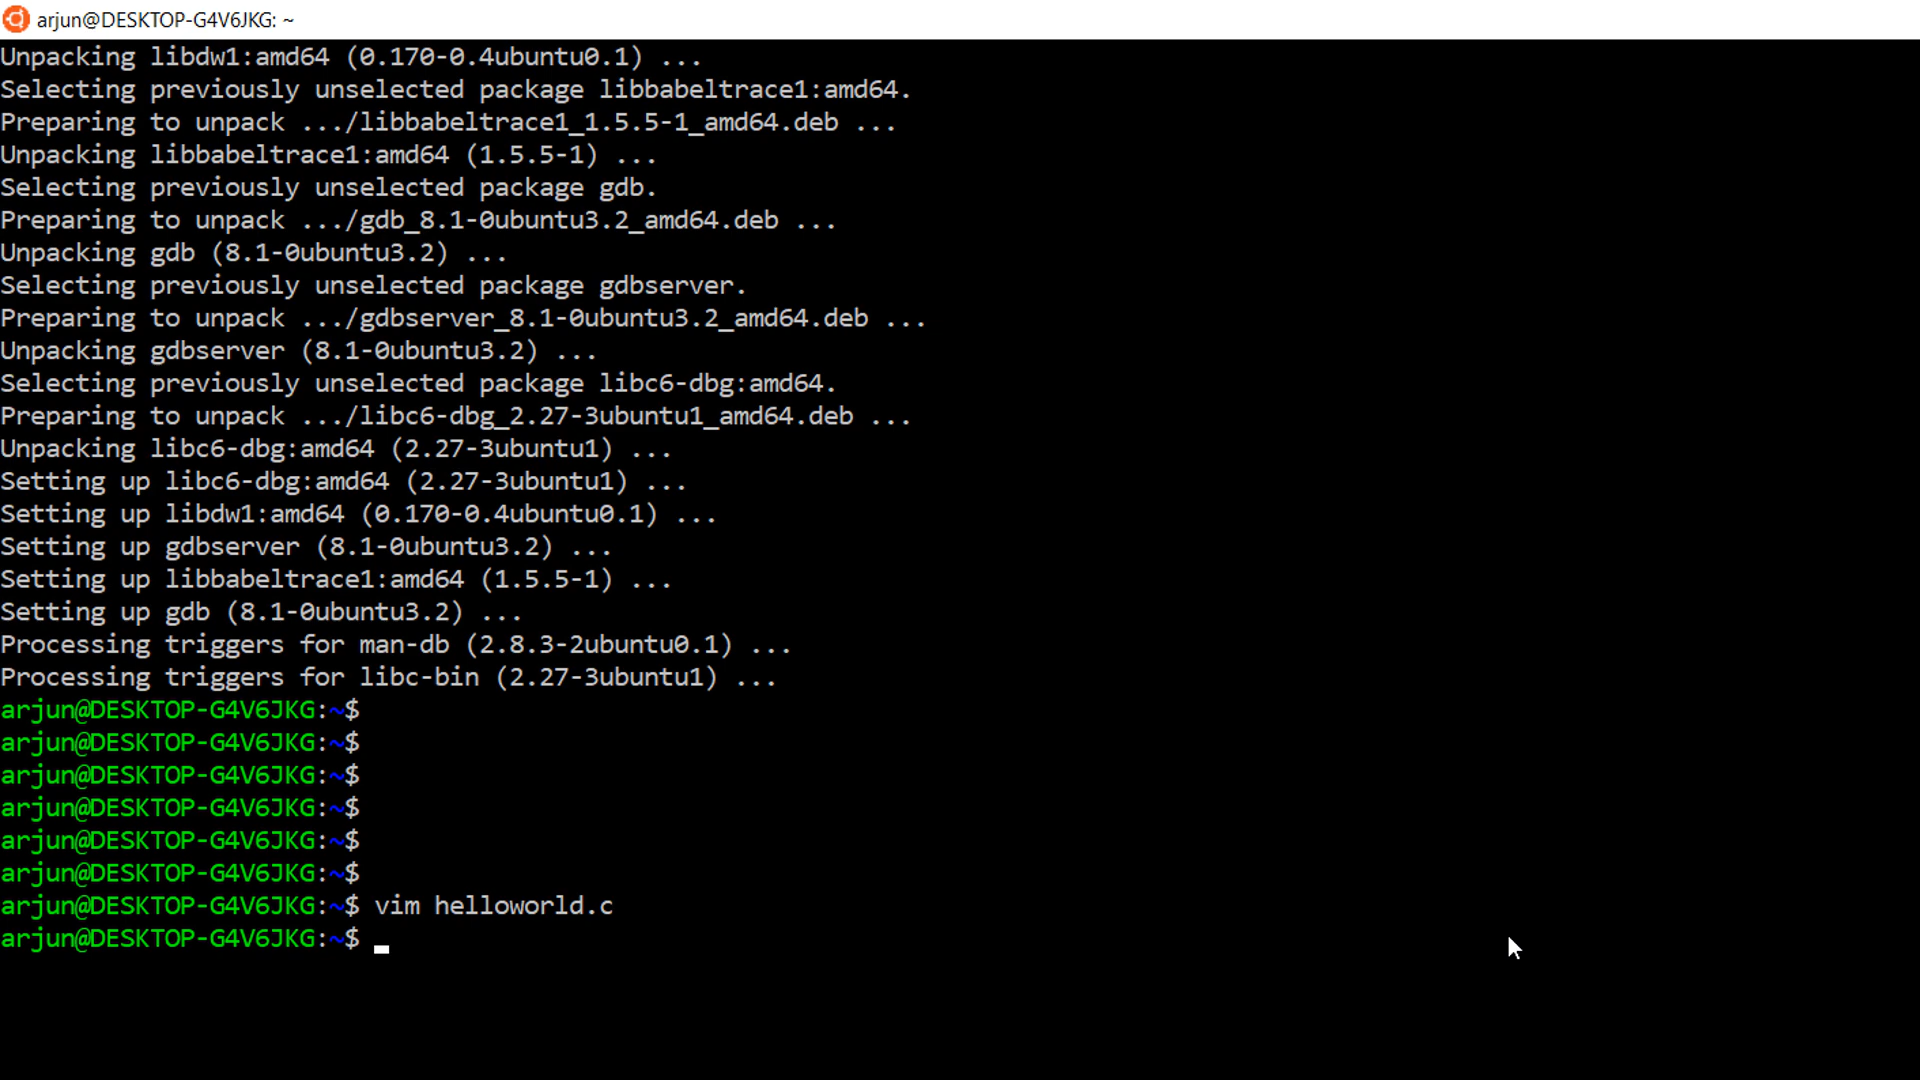 arjun@DESKTOP-G4V6JKG: ~
Unpacking libdw1:amd64 (0.170-0.4ubuntu0.1) ...
Selecting previously unselected package libbabeltrace1:amd64.
Preparing to unpack .../libbabeltrace1_1.5.5-1_amd64.deb ...
Unpacking libbabeltrace1:amd64 (1.5.5-1) ...
Selecting previously unselected package gdb.
Preparing to unpack .../gdb_8.1-0ubuntu3.2_amd64.deb ...
Unpacking gdb (8.1-0ubuntu3.2) ...
Selecting previously unselected package gdbserver.
Preparing to unpack .../gdbserver_8.1-0ubuntu3.2_amd64.deb ...
Unpacking gdbserver (8.1-0ubuntu3.2) ...
Selecting previously unselected package libc6-dbg:amd64.
Preparing to unpack .../libc6-dbg_2.27-3ubuntu1_amd64.deb ...
Unpacking libc6-dbg:amd64 (2.27-3ubuntu1) ...
Setting up libc6-dbg:amd64 (2.27-3ubuntu1) ...
Setting up libdw1:amd64 (0.170-0.4ubuntu0.1) ...
Setting up gdbserver (8.1-0ubuntu3.2) ...
Setting up libbabeltrace1:amd64 (1.5.5-1) ...
Setting up gdb (8.1-0ubuntu3.2) ...
Processing triggers for man-db (2.8.3-2ubuntu0.1) ...
Processing triggers for libc-bin (2.27-3ubuntu1) ...
arjun@DESKTOP-G4V6JKG:~$
arjun@DESKTOP-G4V6JKG:~$
arjun@DESKTOP-G4V6JKG:~$
arjun@DESKTOP-G4V6JKG:~$
arjun@DESKTOP-G4V6JKG:~$
arjun@DESKTOP-G4V6JKG:~$
arjun@DESKTOP-G4V6JKG:~$ vim helloworld.c
arjun@DESKTOP-G4V6JKG:~$